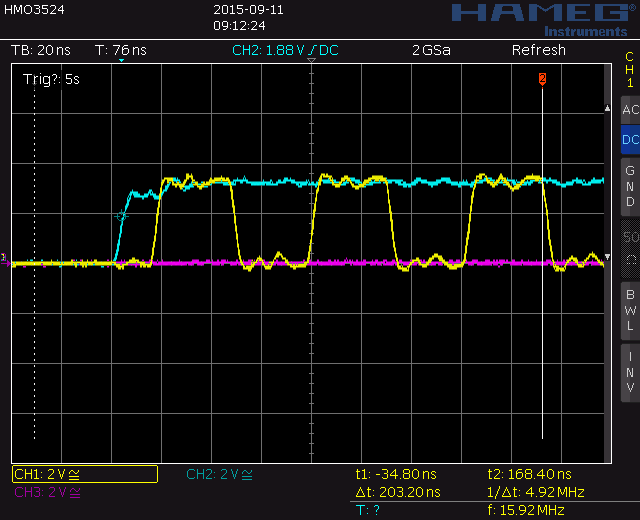 HMO3524 2015-09-11 HAMEG®
09:12:24 Instruments
TB: 20 ns T: 76 ns CH2: 1.88 V DC 2 GSa Refresh
Trig?: 5s
2
CH1
AC
DC
GND
50
Ω
BWL
INV
CH1: 2 V CH2: 2 V t1: -34.80 ns t2: 168.40 ns
CH3: 2 V Δt: 203.20 ns 1/Δt: 4.92 MHz
T: ? f: 15.92 MHz